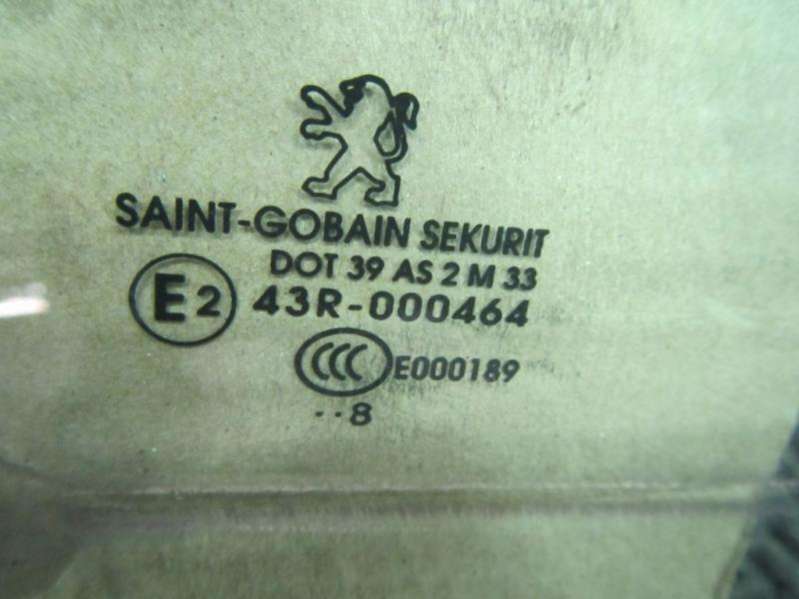 SAINT-GOBAIN SEKURIT
DOT 39 AS 2 M 33
E2 43R-000464
CCC E000189
..8